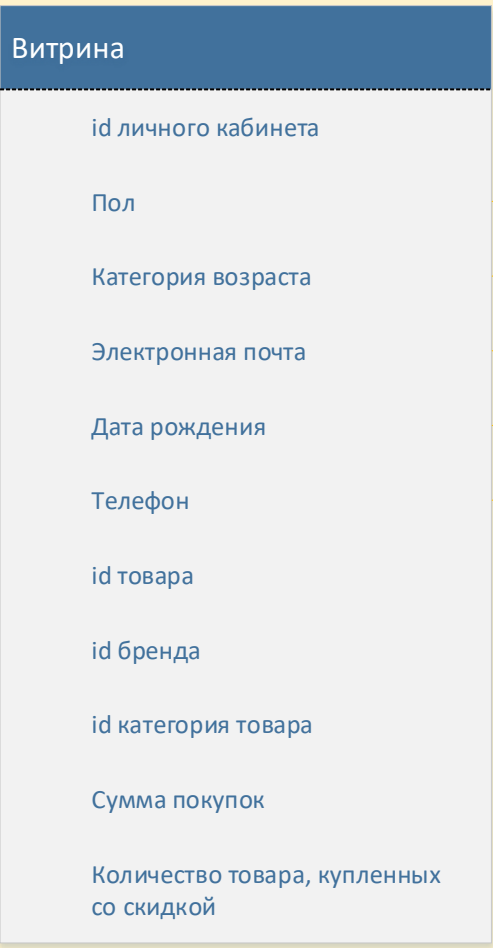 Витрина
id личного кабинета
Пол
Категория возраста
Электронная почта
Дата рождения
Телефон
id товара
id бренда
id категория товара
Сумма покупок
Количество товара, купленных
со скидкой